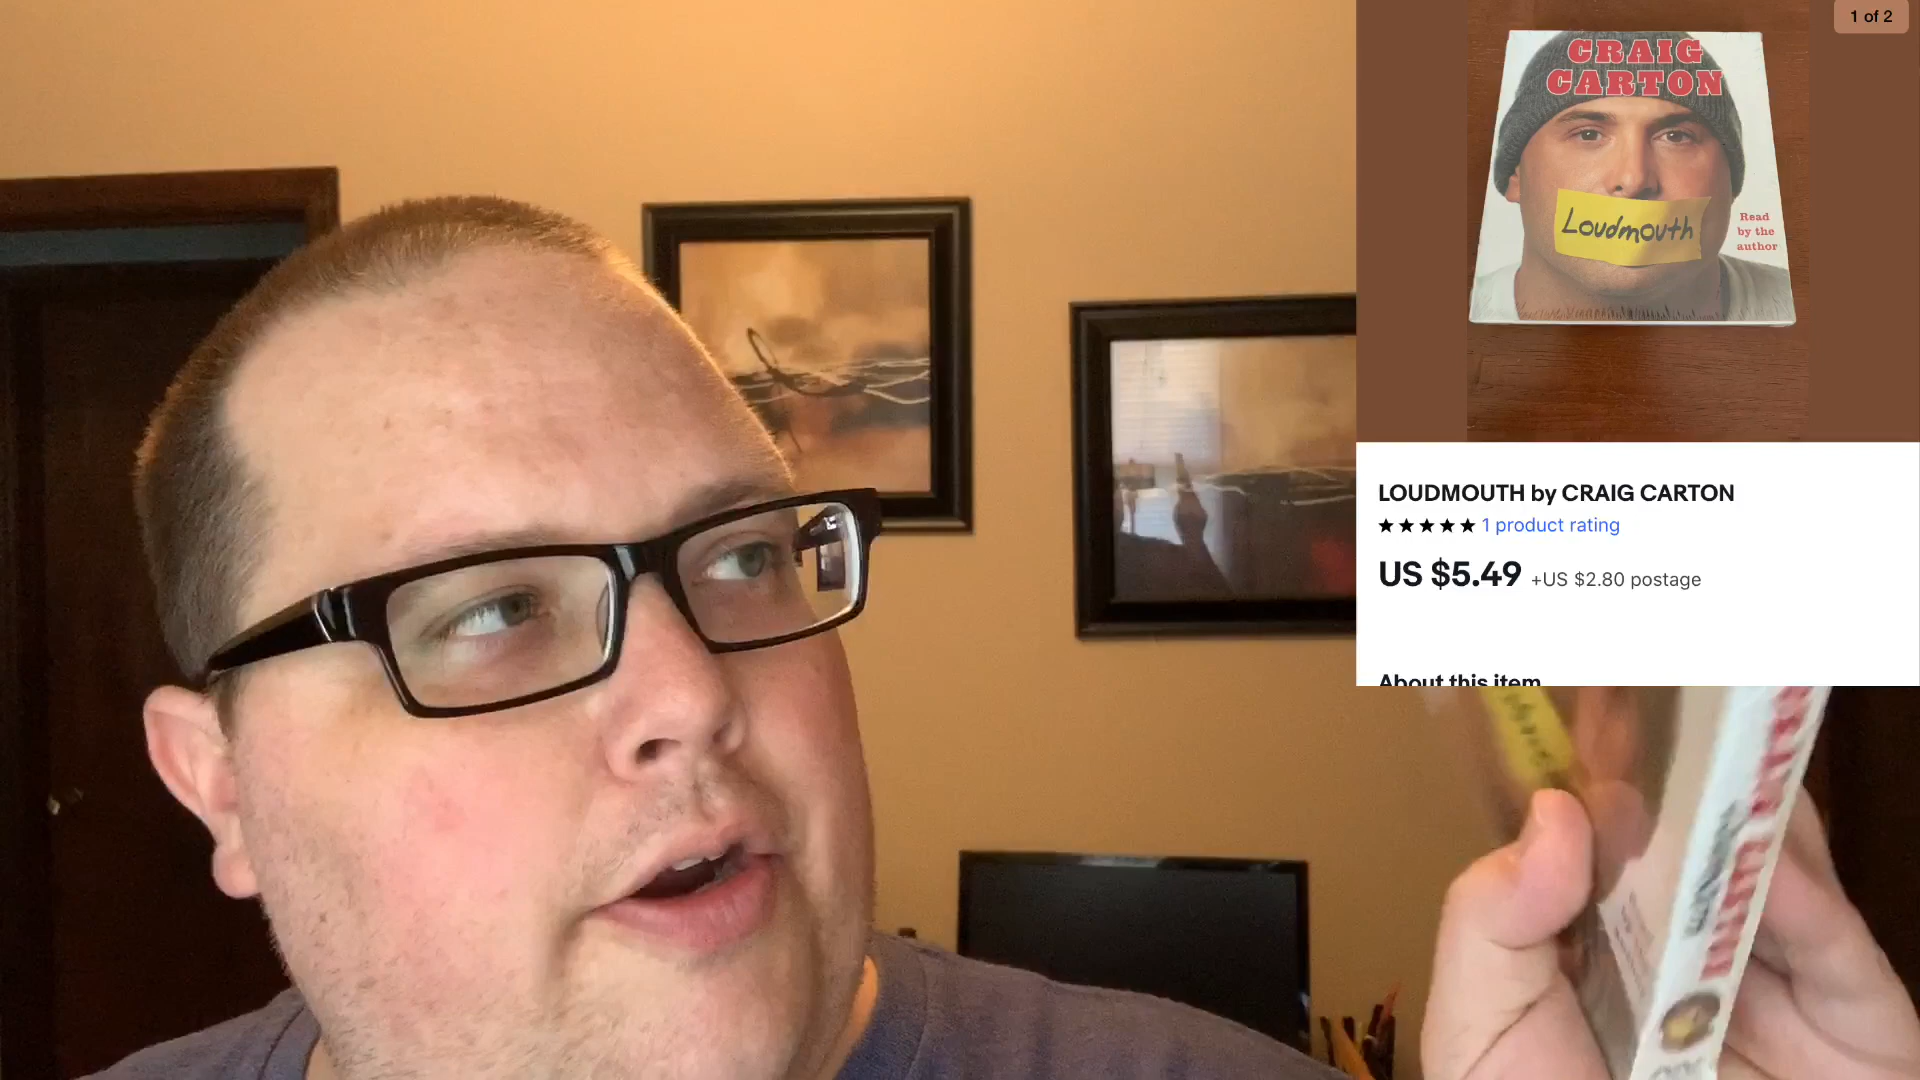 1 of 2
CRAIG
CARTON
Loudmouth
Read
by the
author
LOUDMOUTH by CRAIG CARTON
★★★★★ 1 product rating
US $5.49 +US $2.80 postage
About this item